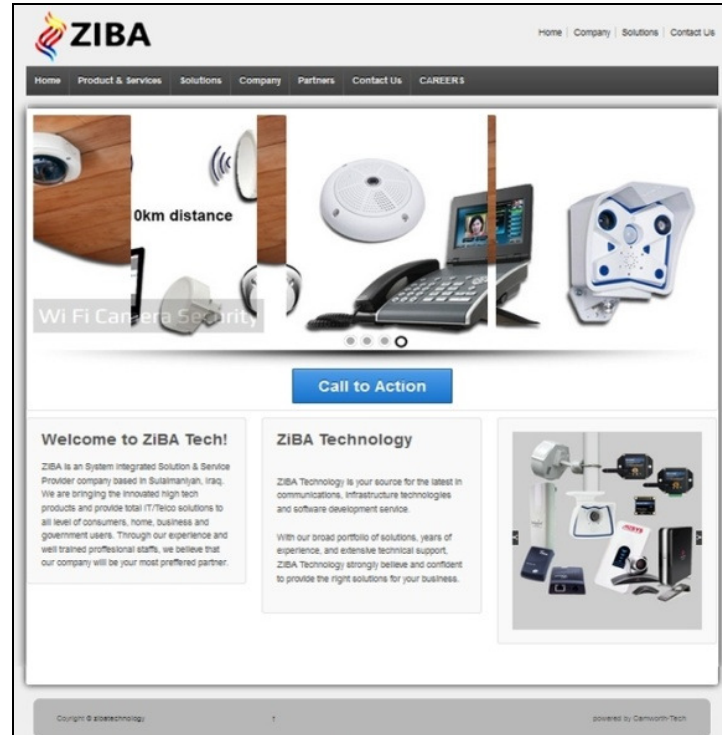 ZIBA
Home Company Solutions Contact Us
Home Product & Services Solutions Company Partners Contact Us CAREERS
0km distance
Wi Fi Camera Security
Call to Action
Welcome to ZiBA Tech!
ZIBA is an System Integrated Solution & Service
Provider company based in Sulaimaniyah, Iraq.
We are bringing the innovated high tech
products and provide total IT/Telco solutions to
all level of consumers, home, business and
government users. Through our experience and
well trained proffesional staffs, we believe that
our company will be your most preffered partner.
ZiBA Technology
ZIBA Technology is your source for the latest in
communications, infrastructure technologies
and software development service.
With our broad portfolio of solutions, years of
experience, and extensive technical support,
ZIBA Technology strongly believe and confident
to provide the right solutions for your business.
© zibatechnology
powered by